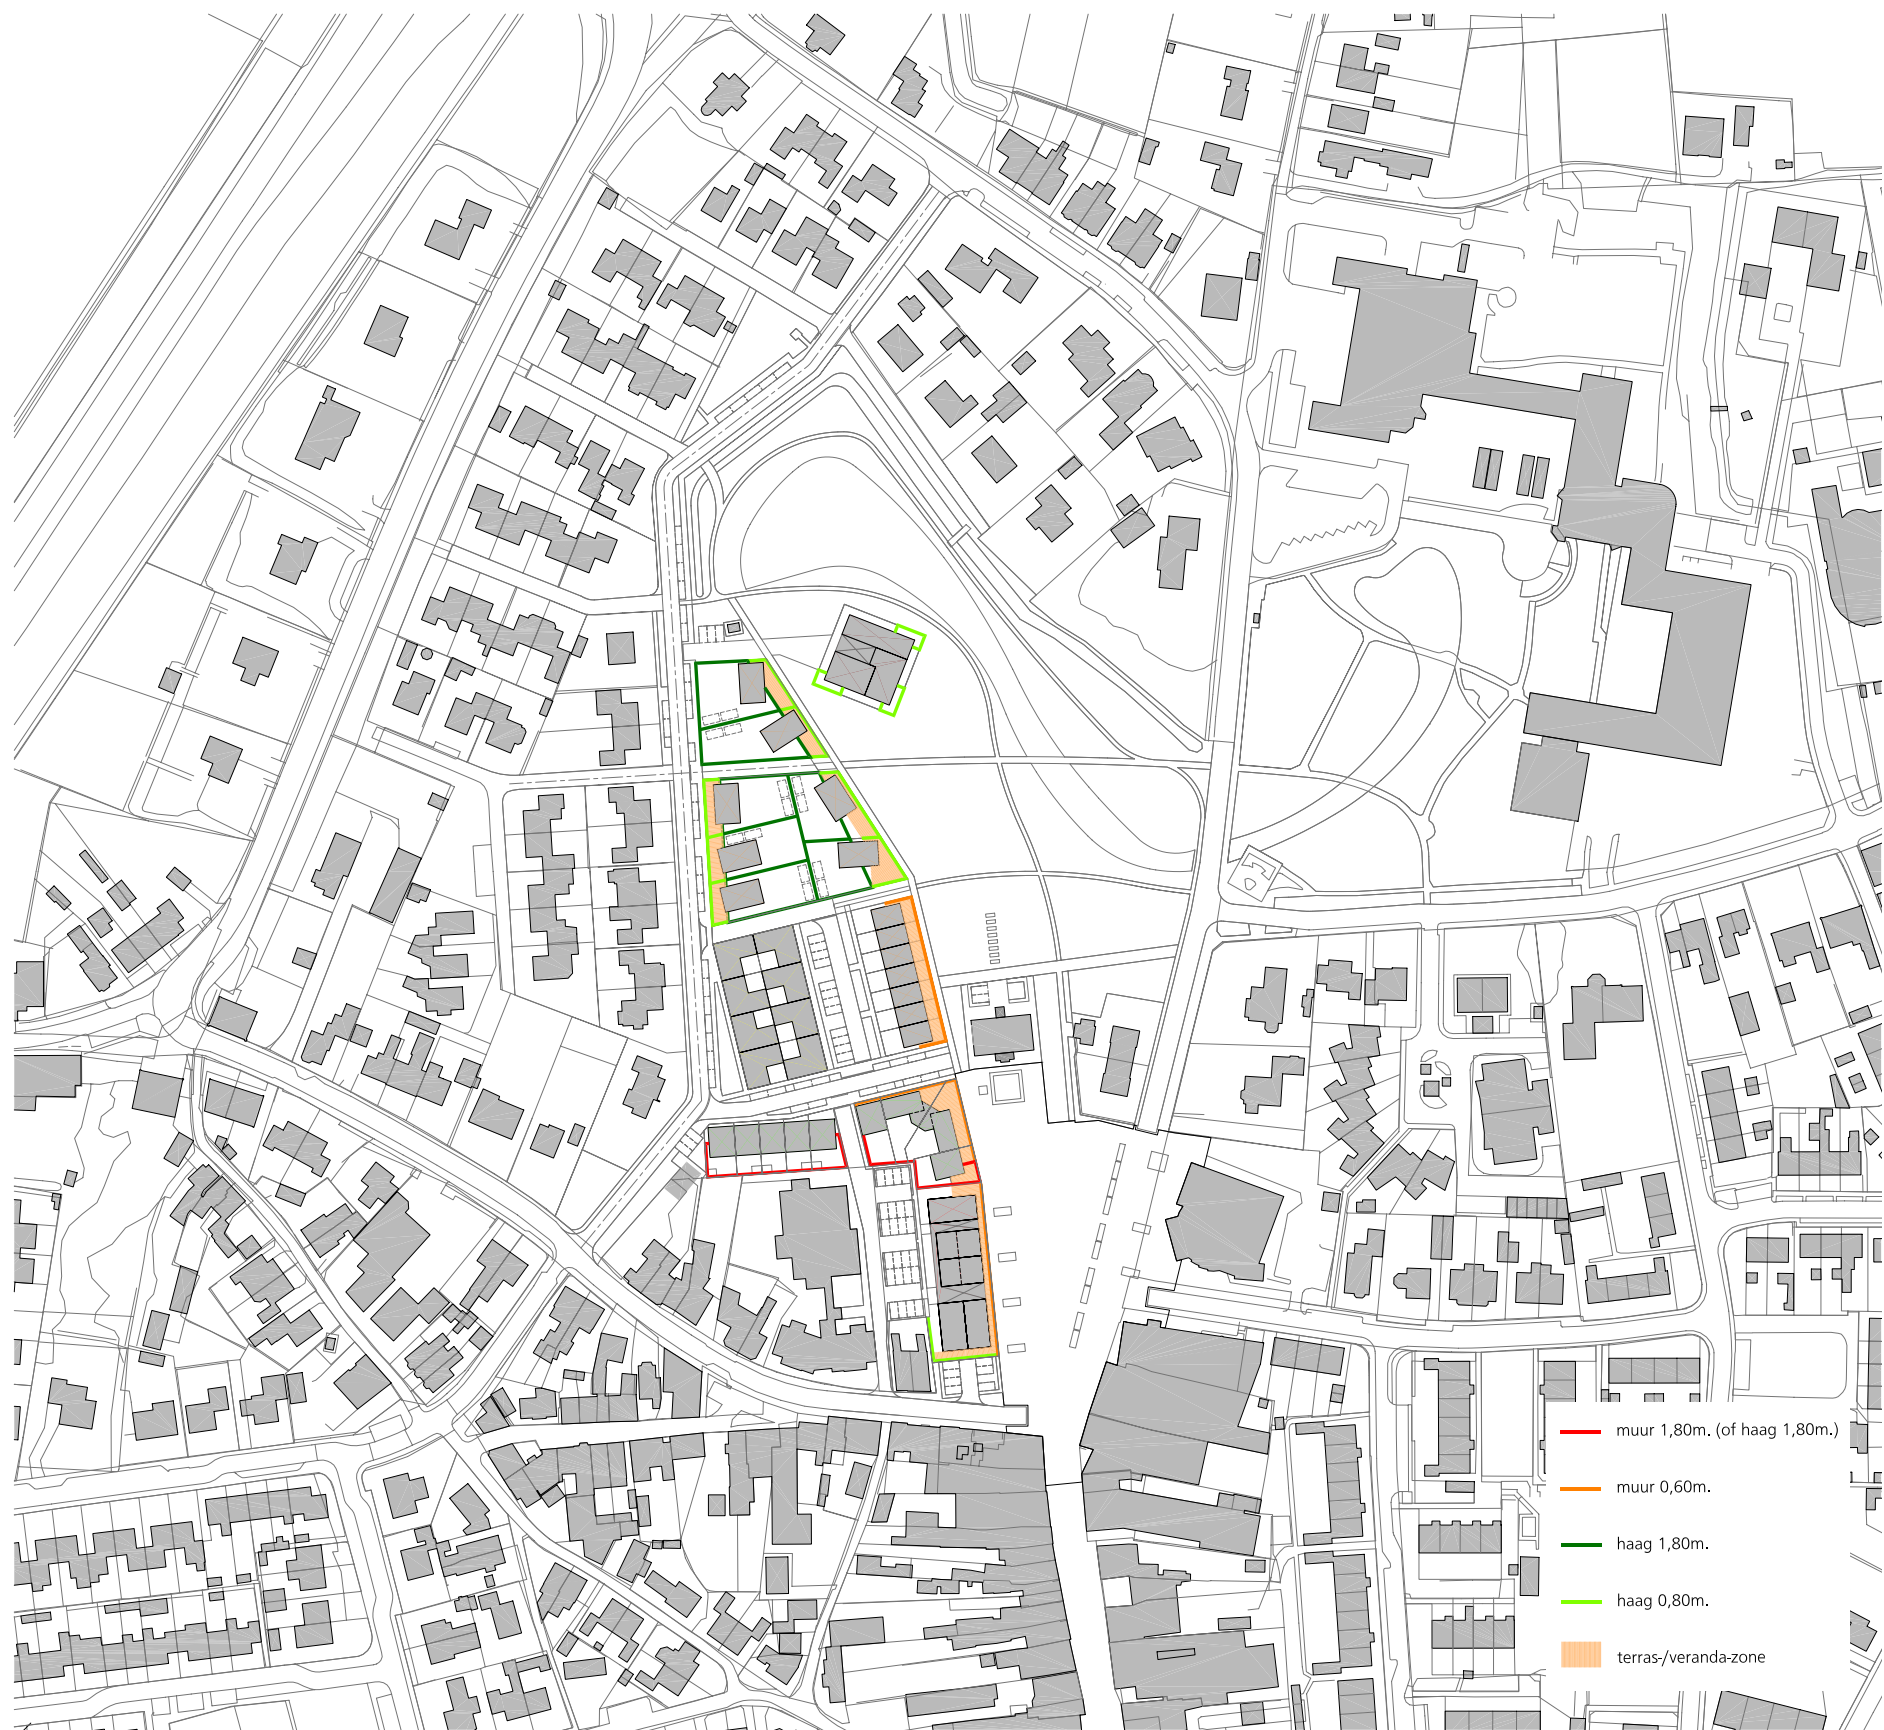 muur 1,80m. (of haag 1,80m.)
muur 0,60m.
haag 1,80m.
haag 0,80m.
terras-/veranda-zone